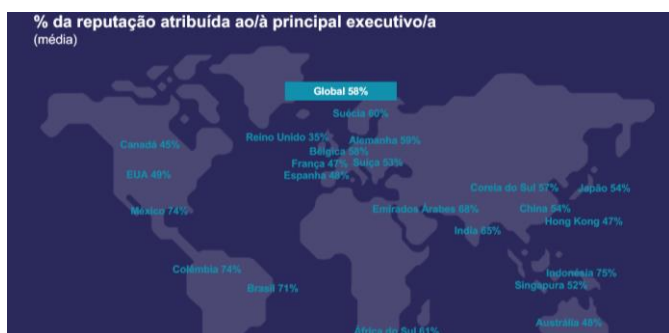 % da reputação atribuída ao/à principal executivo/a
(média)
Global 58%
Suécia 60%
Reino Unido 35%
Alemanha 59%
Canadá 45%
Bélgica 58%
França 47%
Suiça 53%
EUA 49%
Espanha 48%
Coreia do Sul 57%
Japão 54%
México 74%
Emirados Árabes 68%
China 54%
Hong Kong 47%
India 65%
Colômbia 74%
Indonésia 75%
Brasil 71%
Singapura 52%
Austrália 48%
África do Sul 61%